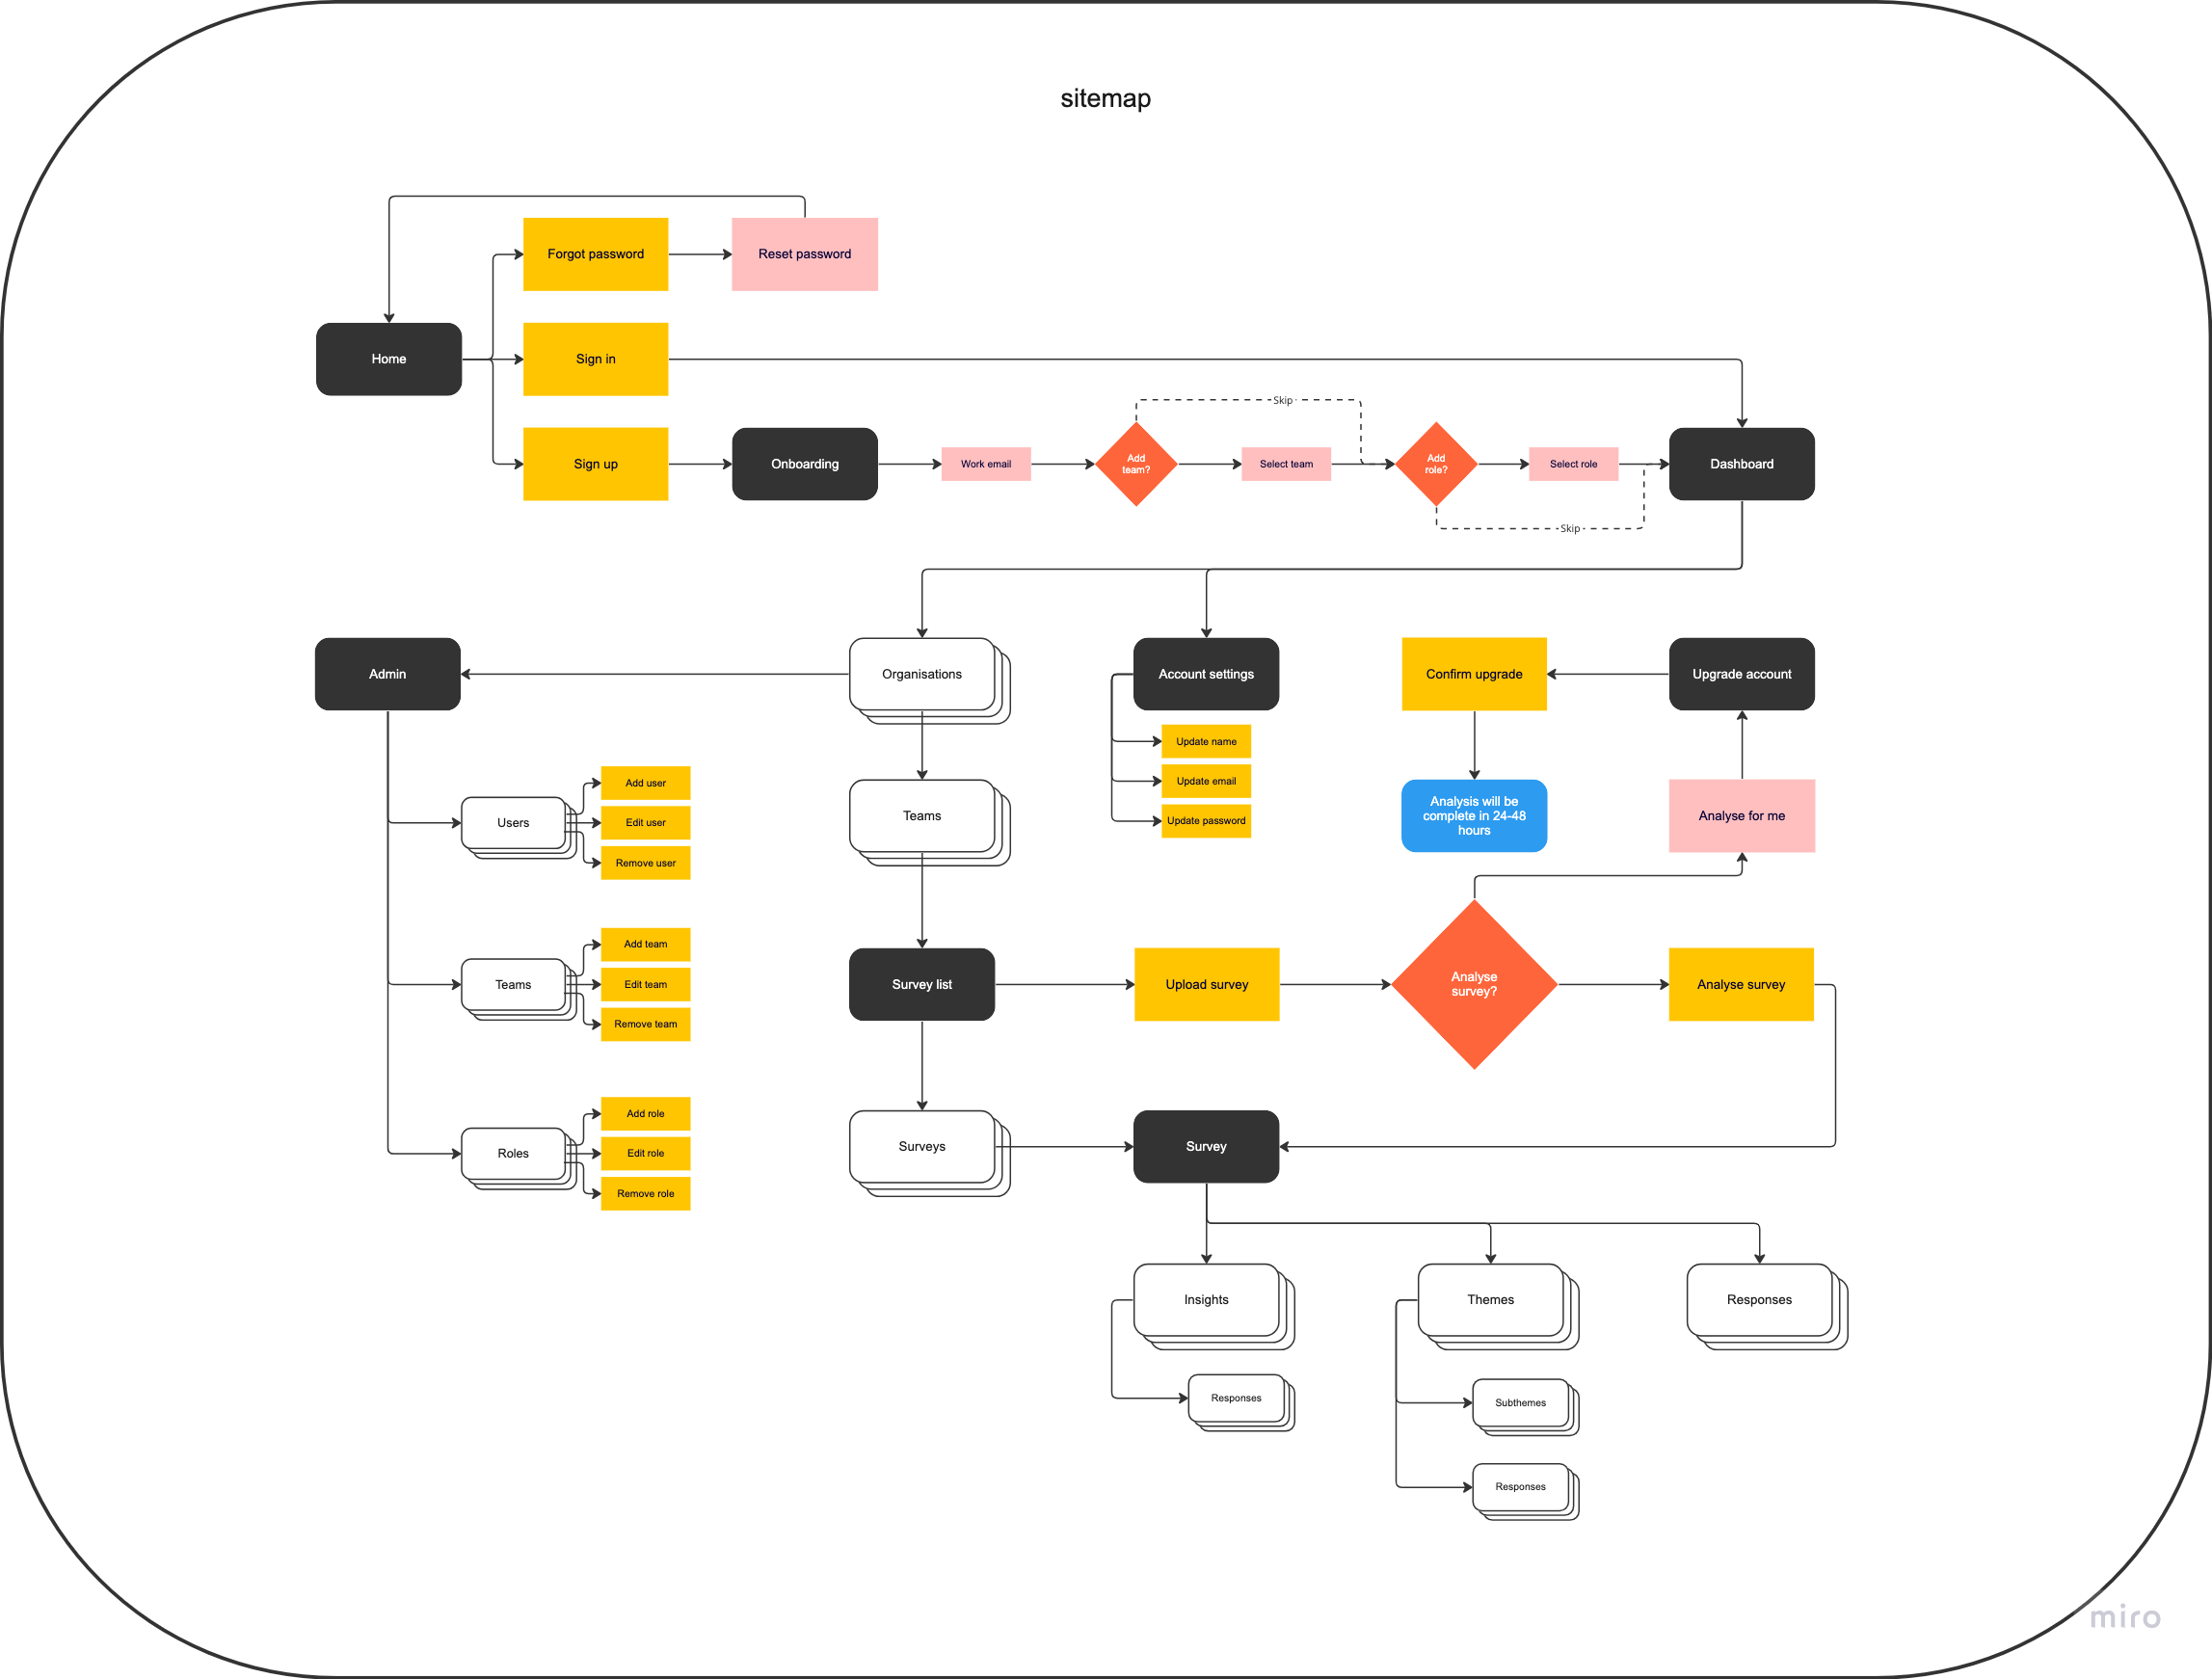 sitemap
Forgot password
Reset password
Home
Sign in
Skip
Sign up
Onboarding
Work email
Add
team?
Select team
Add
role?
Select role
Dashboard
Skip
Admin
Organisations
Account settings
Confirm upgrade
Upgrade account
Update name
Update email
Update password
Add user
Users
Edit user
Remove user
Teams
Analysis will be
complete in 24-48
hours
Analyse for me
Add team
Teams
Edit team
Remove team
Survey list
Upload survey
Analyse
survey?
Analyse survey
Add role
Roles
Edit role
Remove role
Surveys
Survey
Insights
Themes
Responses
Responses
Subthemes
Responses
miro